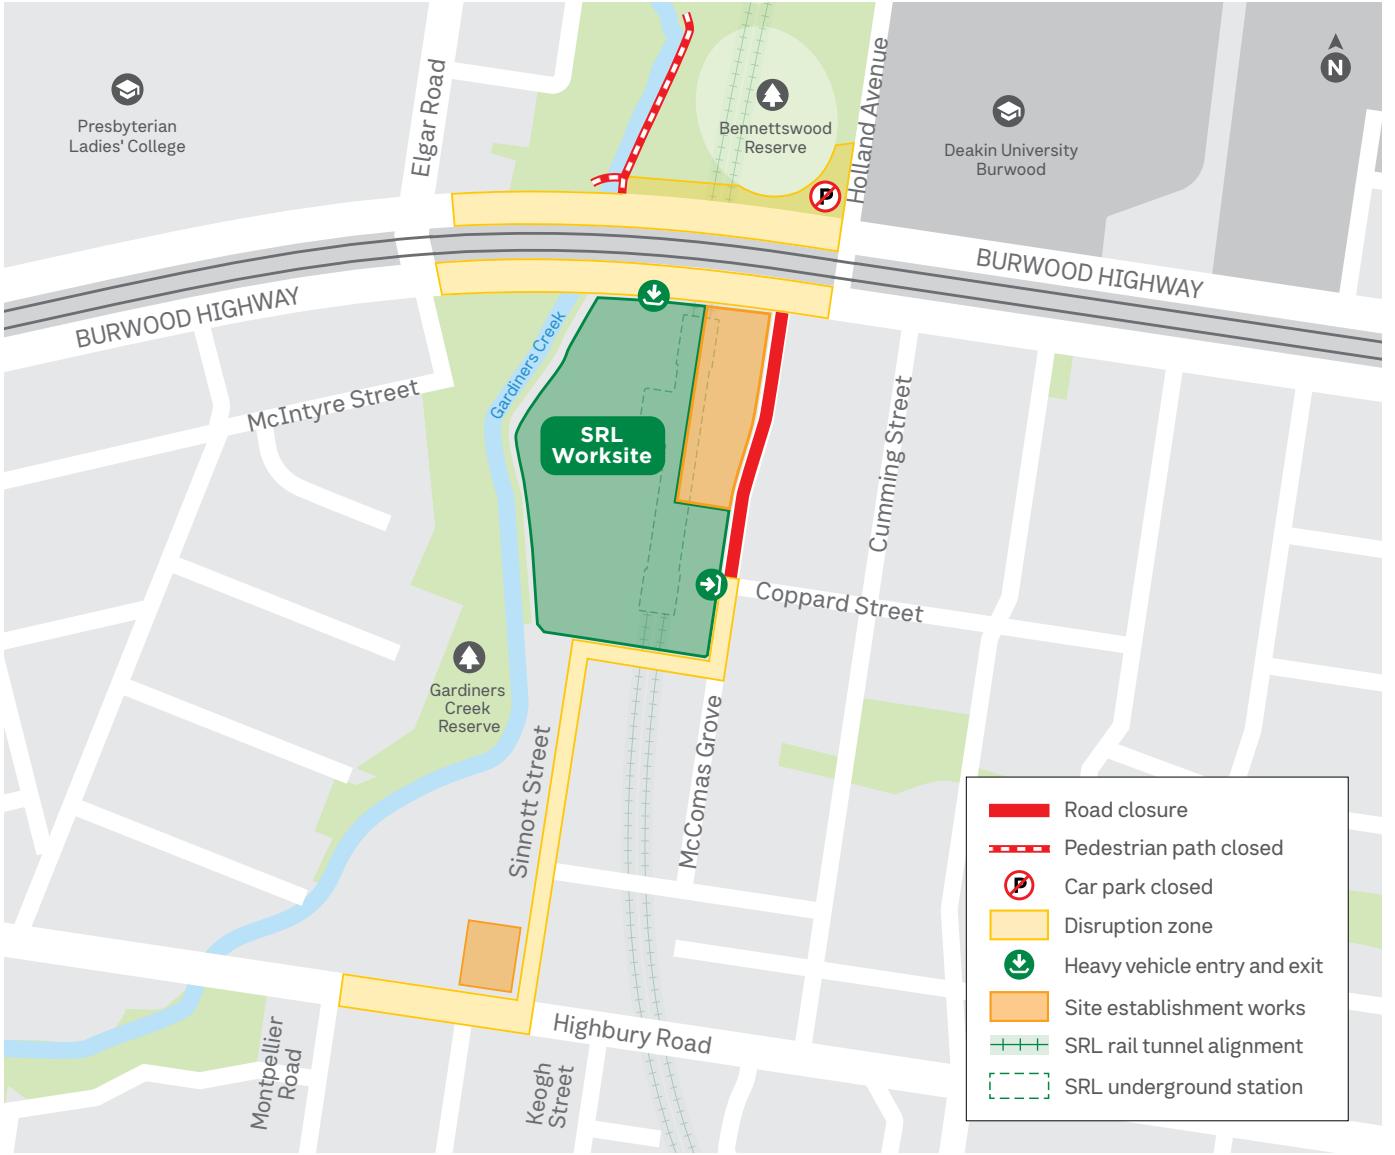 Presbyterian
Ladies' College
Elgar Road
Bennettswood
Reserve
Holland Avenue
Deakin University
Burwood
N
P
BURWOOD HIGHWAY
BURWOOD HIGHWAY
Gardiners Creek
McIntyre Street
SRL
Worksite
Cumming Street
Coppard Street
Gardiners
Creek
Reserve
Sinnott Street
McComas Grove
Highbury Road
Montpellier
Road
Keogh
Street
Road closure
Pedestrian path closed
P
Car park closed
Disruption zone
Heavy vehicle entry and exit
Site establishment works
SRL rail tunnel alignment
SRL underground station